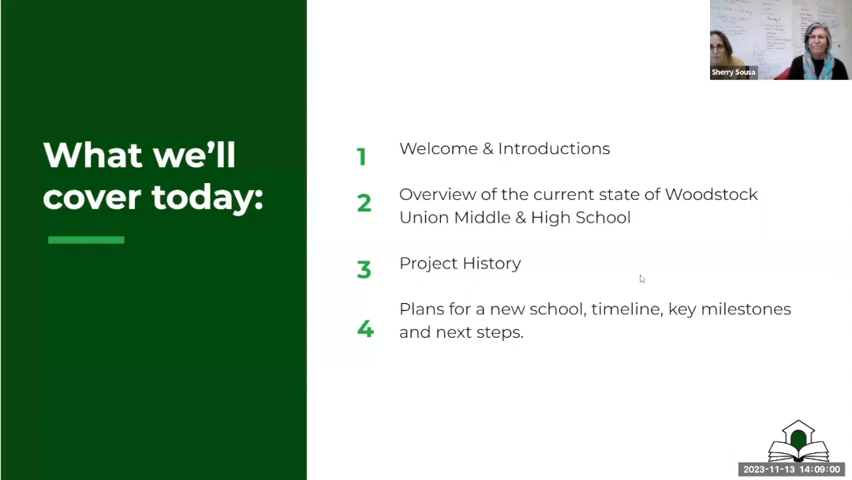 What we'll
cover today:
1
Welcome & Introductions
2
Overview of the current state of Woodstock
Union Middle & High School
3
Project History
4
Plans for a new school, timeline, key milestones
and next steps.
Sherry Sousa
2023-11-13 14:09:00